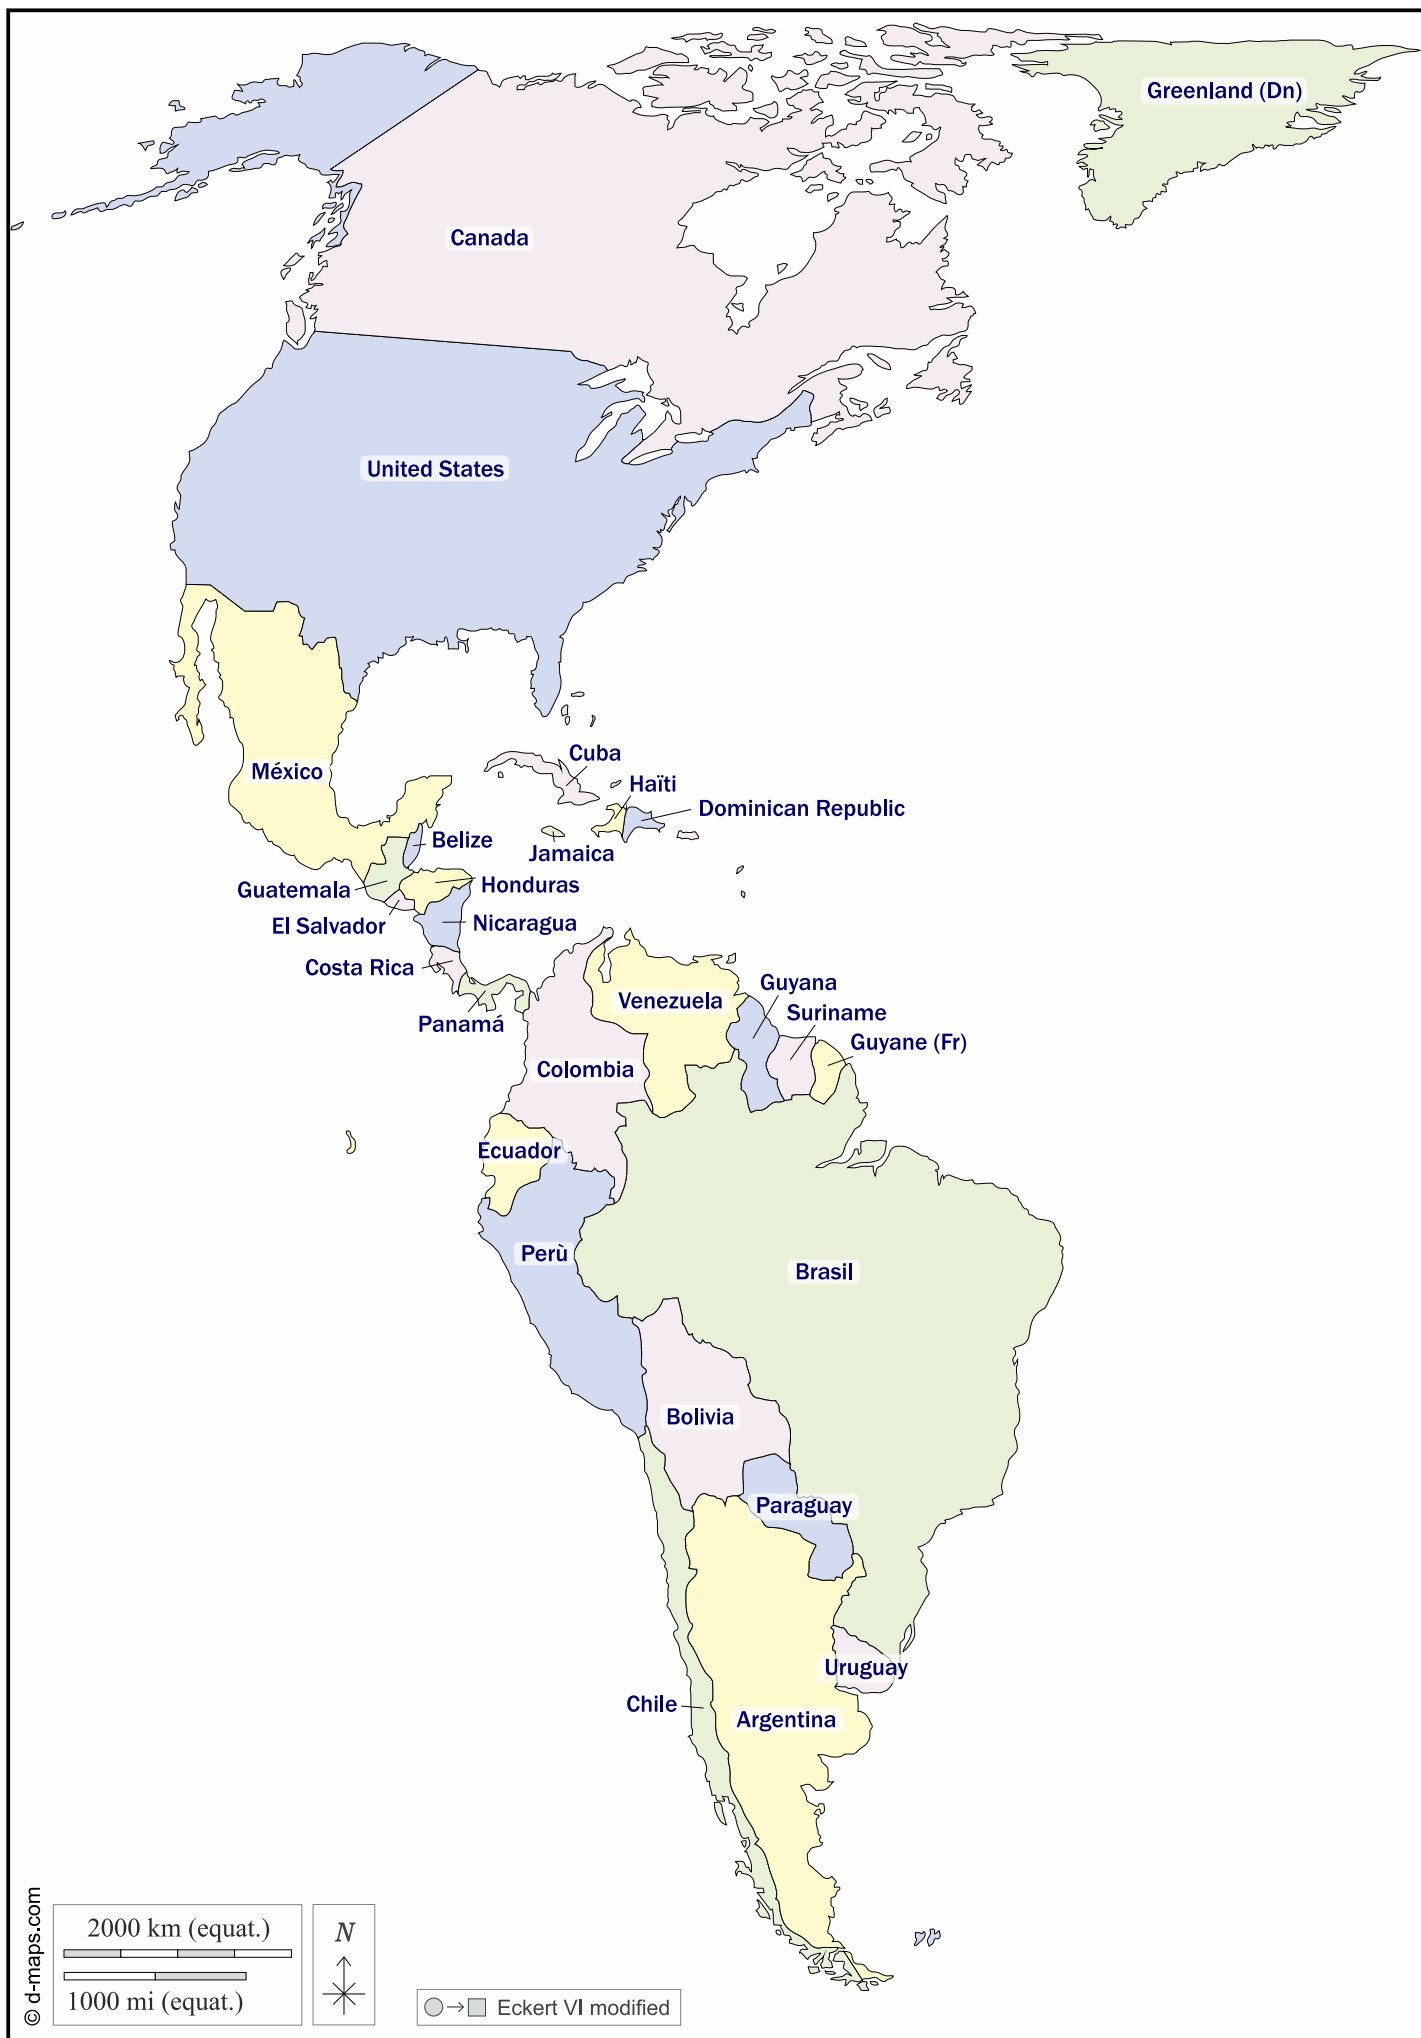 Greenland (Dn)
Canada
United States
México
Cuba
Haïti
Dominican Republic
Belize
Jamaica
Guatemala
Honduras
El Salvador
Nicaragua
Costa Rica
Panamá
Venezuela
Guyana
Suriname
Guyane (Fr)
Colombia
Ecuador
Perù
Brasil
Bolivia
Paraguay
Uruguay
Chile
Argentina
© d-maps.com
2000 km (equat.)
1000 mi (equat.)
N
Eckert VI modified